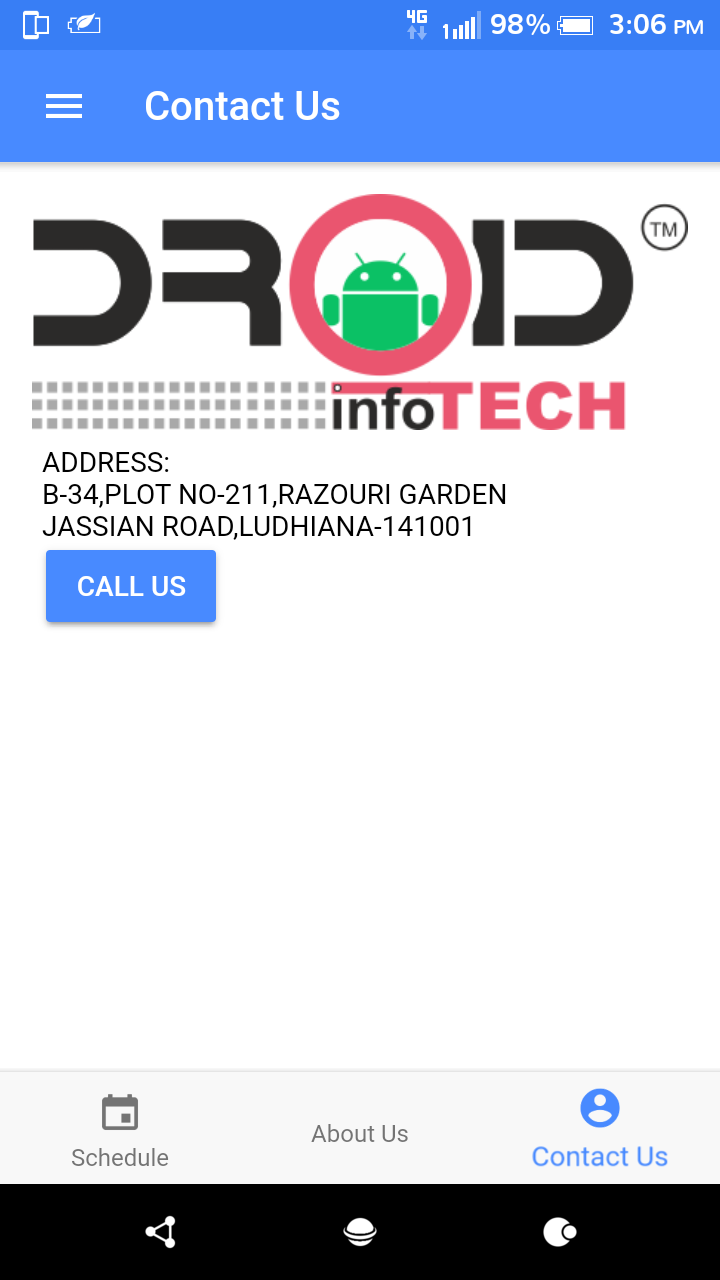 4G 1 98% 3:06 PM
Contact Us
DROID TM
infoTECH
ADDRESS:
B-34,PLOT NO-211,RAZOURI GARDEN
JASSIAN ROAD,LUDHIANA-141001
CALL US
Schedule
About Us
Contact Us